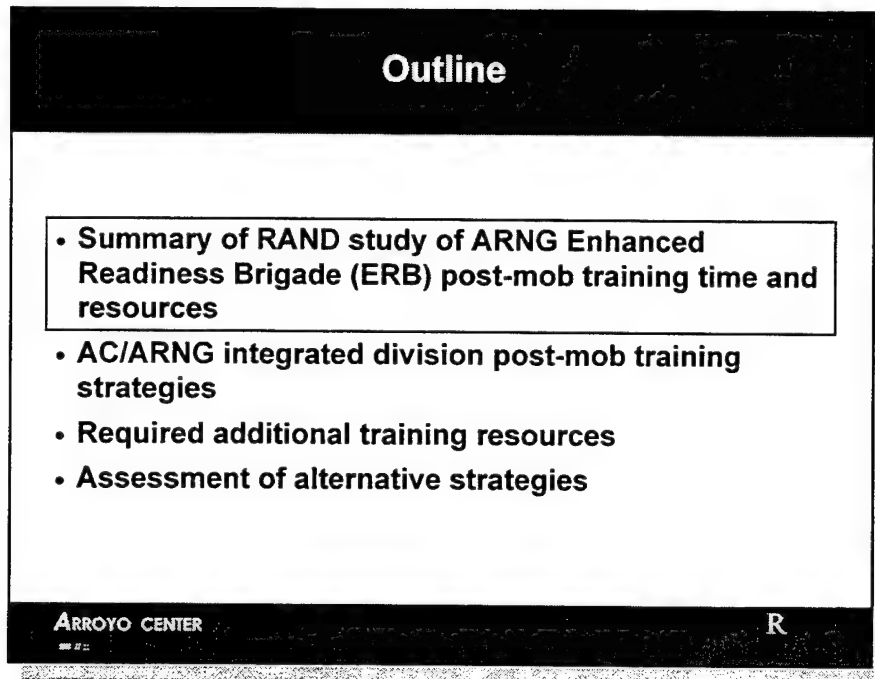 Outline
• Summary of RAND study of ARNG Enhanced
Readiness Brigade (ERB) post-mob training time and
resources
• AC/ARNG integrated division post-mob training
strategies
• Required additional training resources
• Assessment of alternative strategies
ARROYO CENTER
R